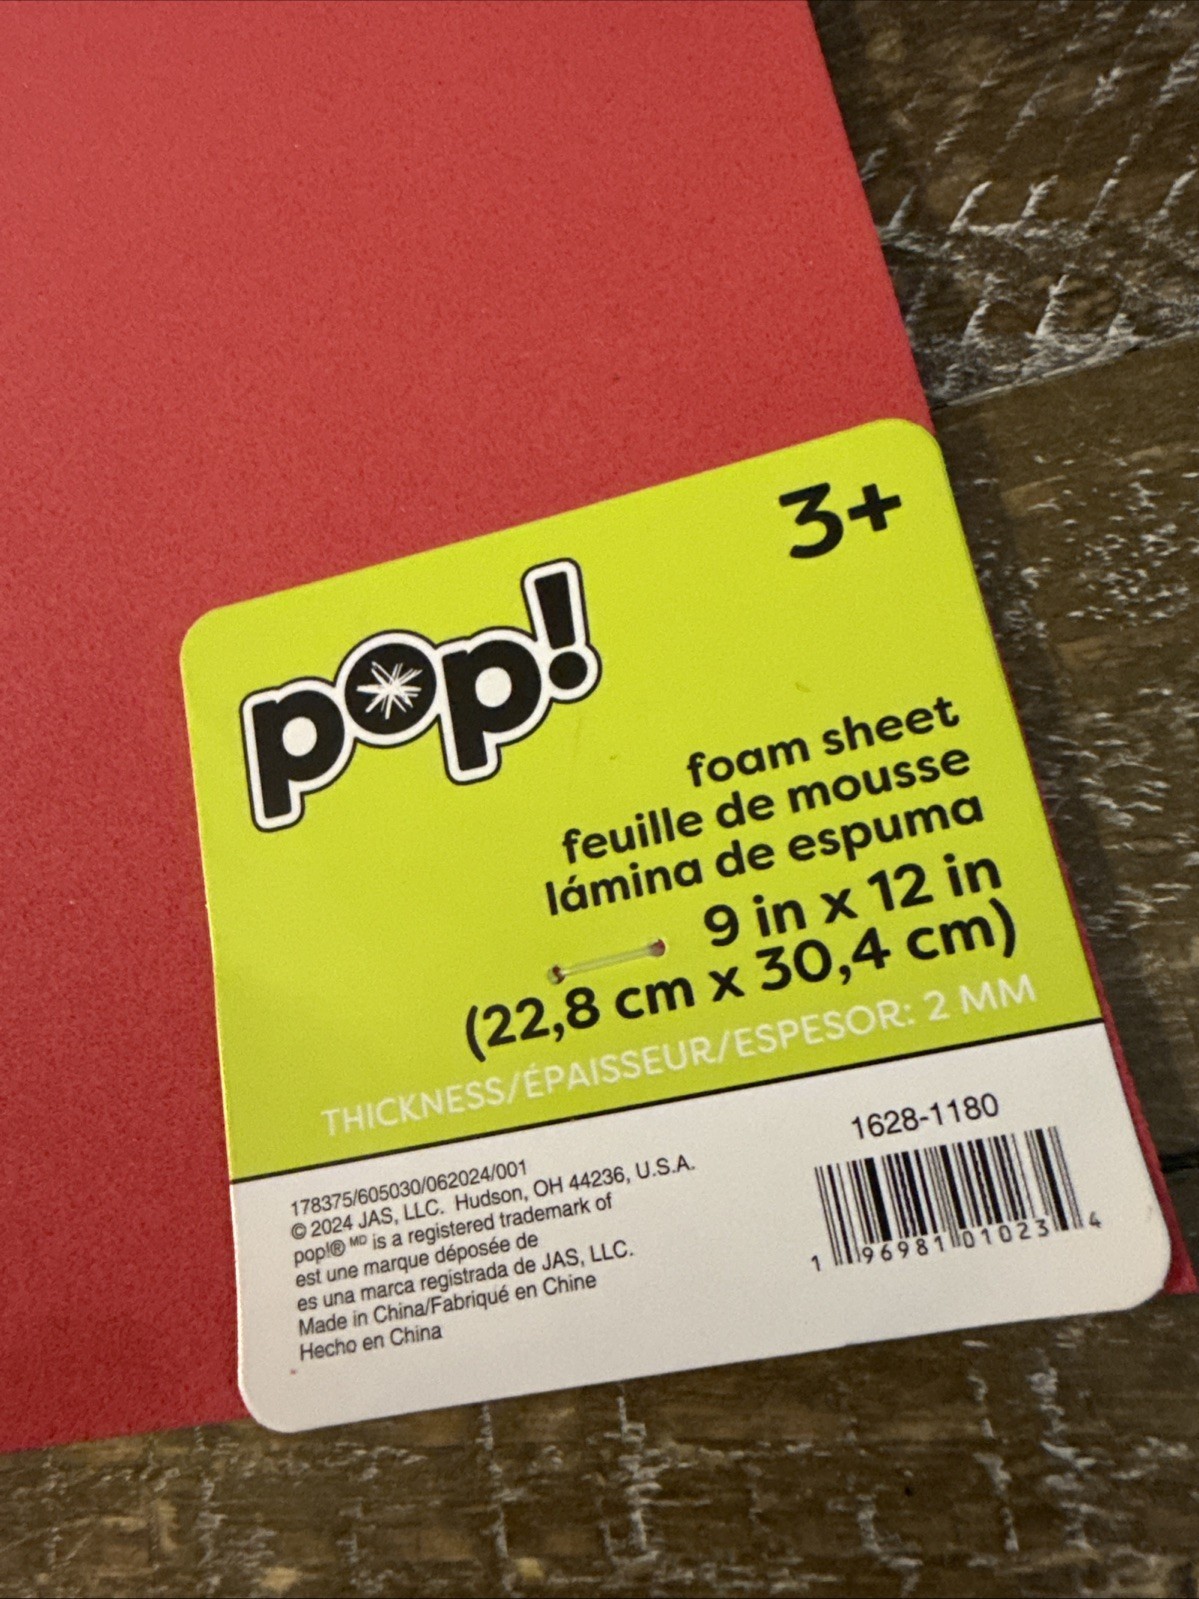 3+
pop!
foam sheet
feuille de mousse
lámina de espuma
9 in x 12 in
(22,8 cm x 30,4 cm)
THICKNESS/ÉPAISSEUR/ESPESOR: 2 MM
178375/605030/062024/001
© 2024 JAS, LLC. Hudson, OH 44236, U.S.A.
pop!® MD is a registered trademark of
est une marque déposée de
es una marca registrada de JAS, LLC.
Made in China/Fabriqué en Chine
Hecho en China
1628-1180
1 96981 01023 4